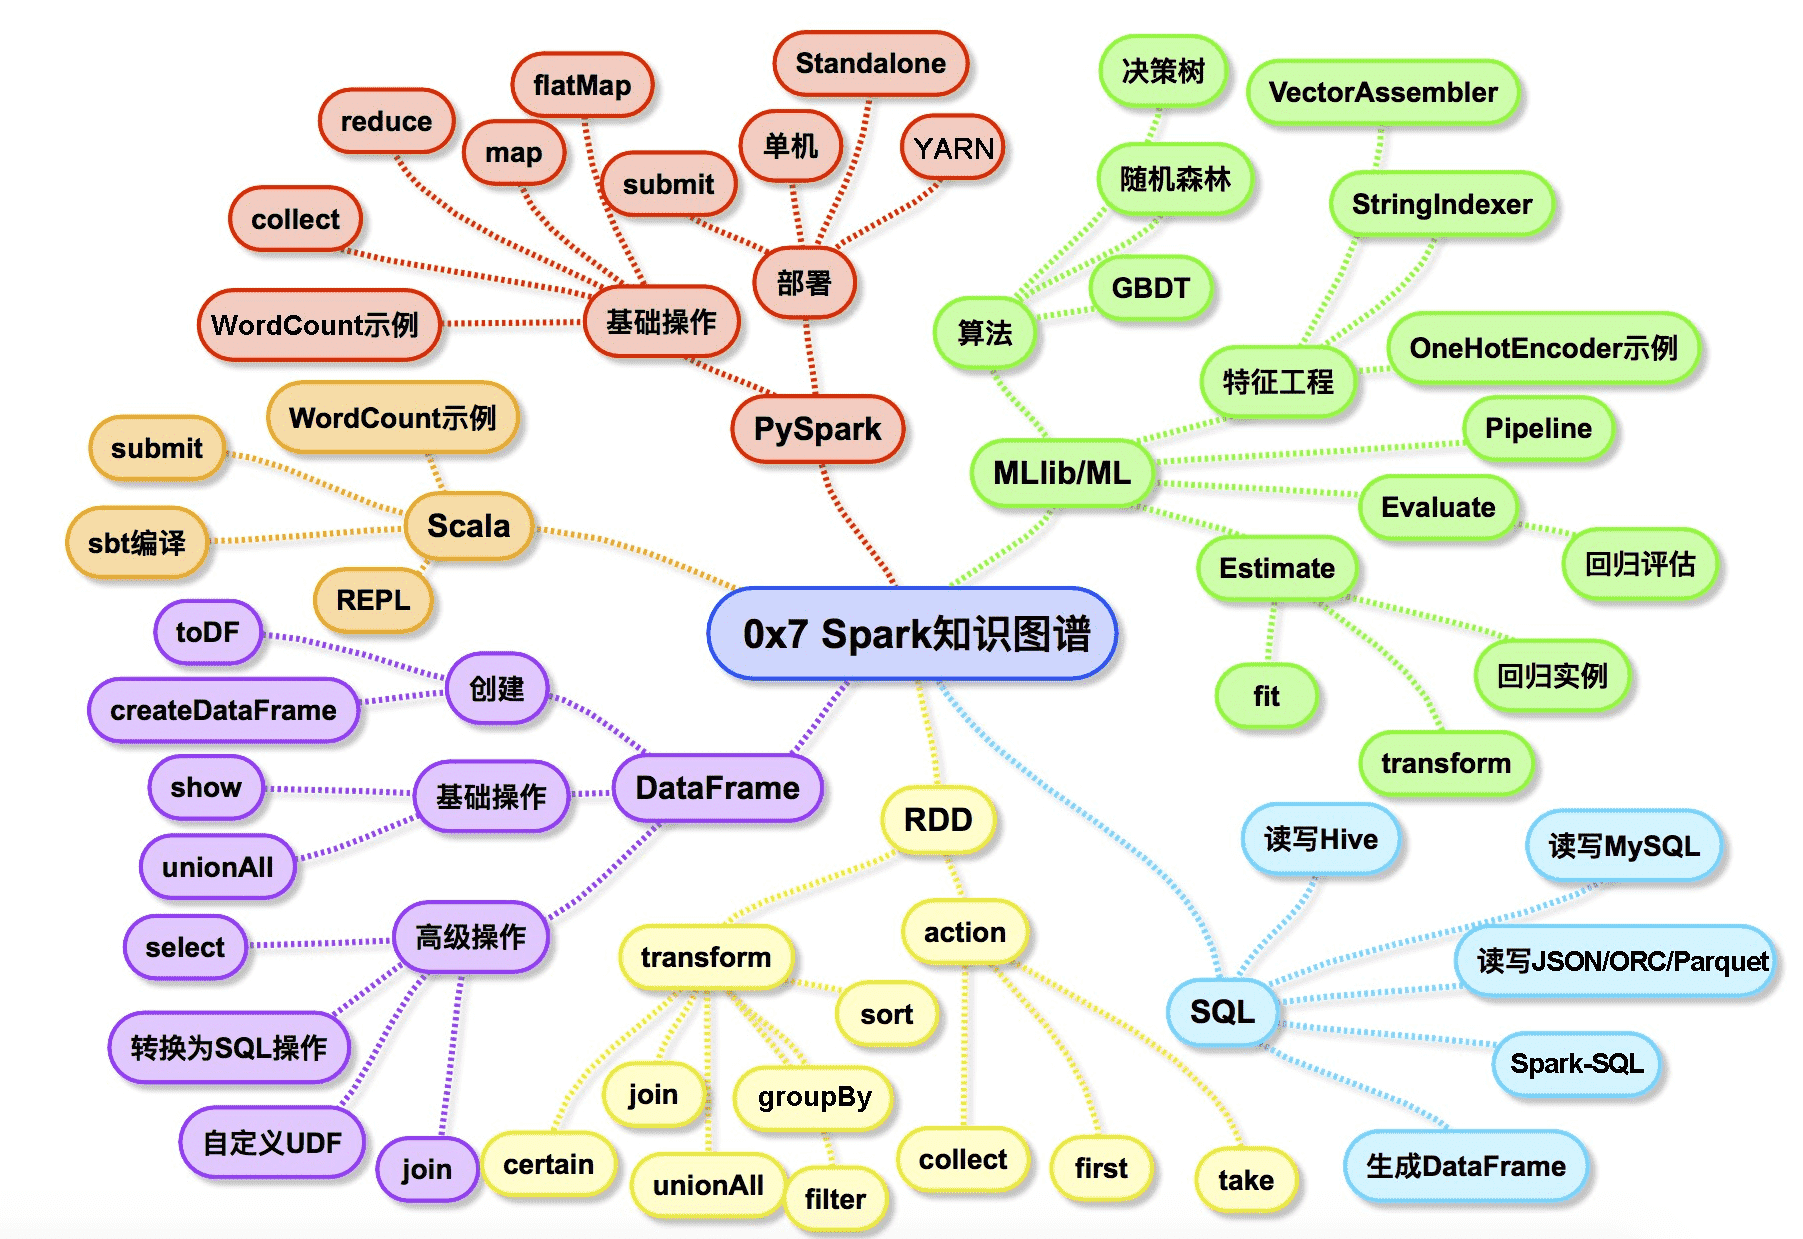 Standalone
决策树
flatMap
VectorAssembler
reduce
map
单机
YARN
submit
随机森林
collect
StringIndexer
部署
GBDT
WordCount示例
基础操作
算法
OneHotEncoder示例
特征工程
WordCount示例
PySpark
Pipeline
submit
MLlib/ML
Evaluate
Scala
sbt编译
回归评估
Estimate
REPL
toDF
0x7 Spark知识图谱
创建
回归实例
fit
createDataFrame
transform
show
基础操作
DataFrame
RDD
读写Hive
读写MySQL
unionAll
select
高级操作
action
transform
读写JSON/ORC/Parquet
sort
SQL
转换为SQL操作
Spark-SQL
join
groupBy
自定义UDF
join
certain
collect
first
生成DataFrame
unionAll
take
filter